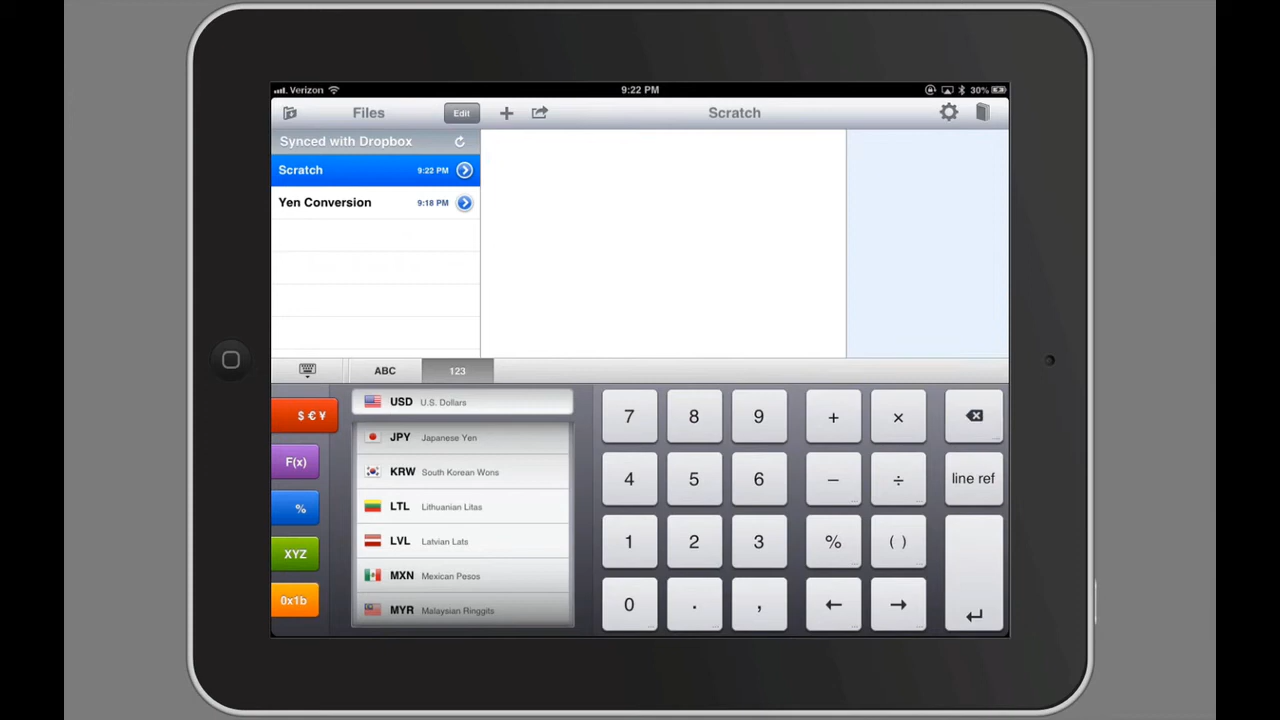 Verizon
9:22 PM
30%
Files
Edit
+
Scratch
Synced with Dropbox
Scratch 9:22 PM
Yen Conversion 9:18 PM
ABC
123
$ € ¥
F(x)
%
XYZ
0x1b
USD U.S. Dollars
JPY Japanese Yen
KRW South Korean Wons
LTL Lithuanian Litas
LVL Latvian Lats
MXN Mexican Pesos
MYR Malaysian Ringgits
7 8 9 + ×
4 5 6 – ÷ line ref
1 2 3 % ( )
0 . , ← → ↵